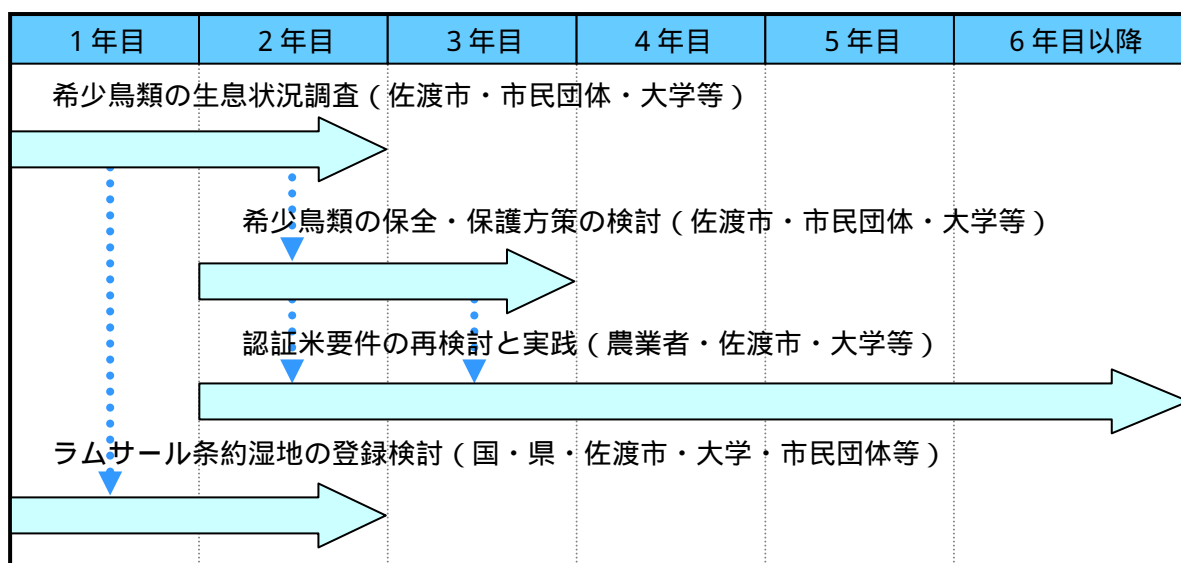 1年目 2年目 3年目 4年目 5年目 6年目以降
希少鳥類の生息状況調査（佐渡市・市民団体・大学等）
希少鳥類の保全・保護方策の検討（佐渡市・市民団体・大学等）
認証米要件の再検討と実践（農業者・佐渡市・大学等）
ラムサール条約湿地の登録検討（国・県・佐渡市・大学・市民団体等）